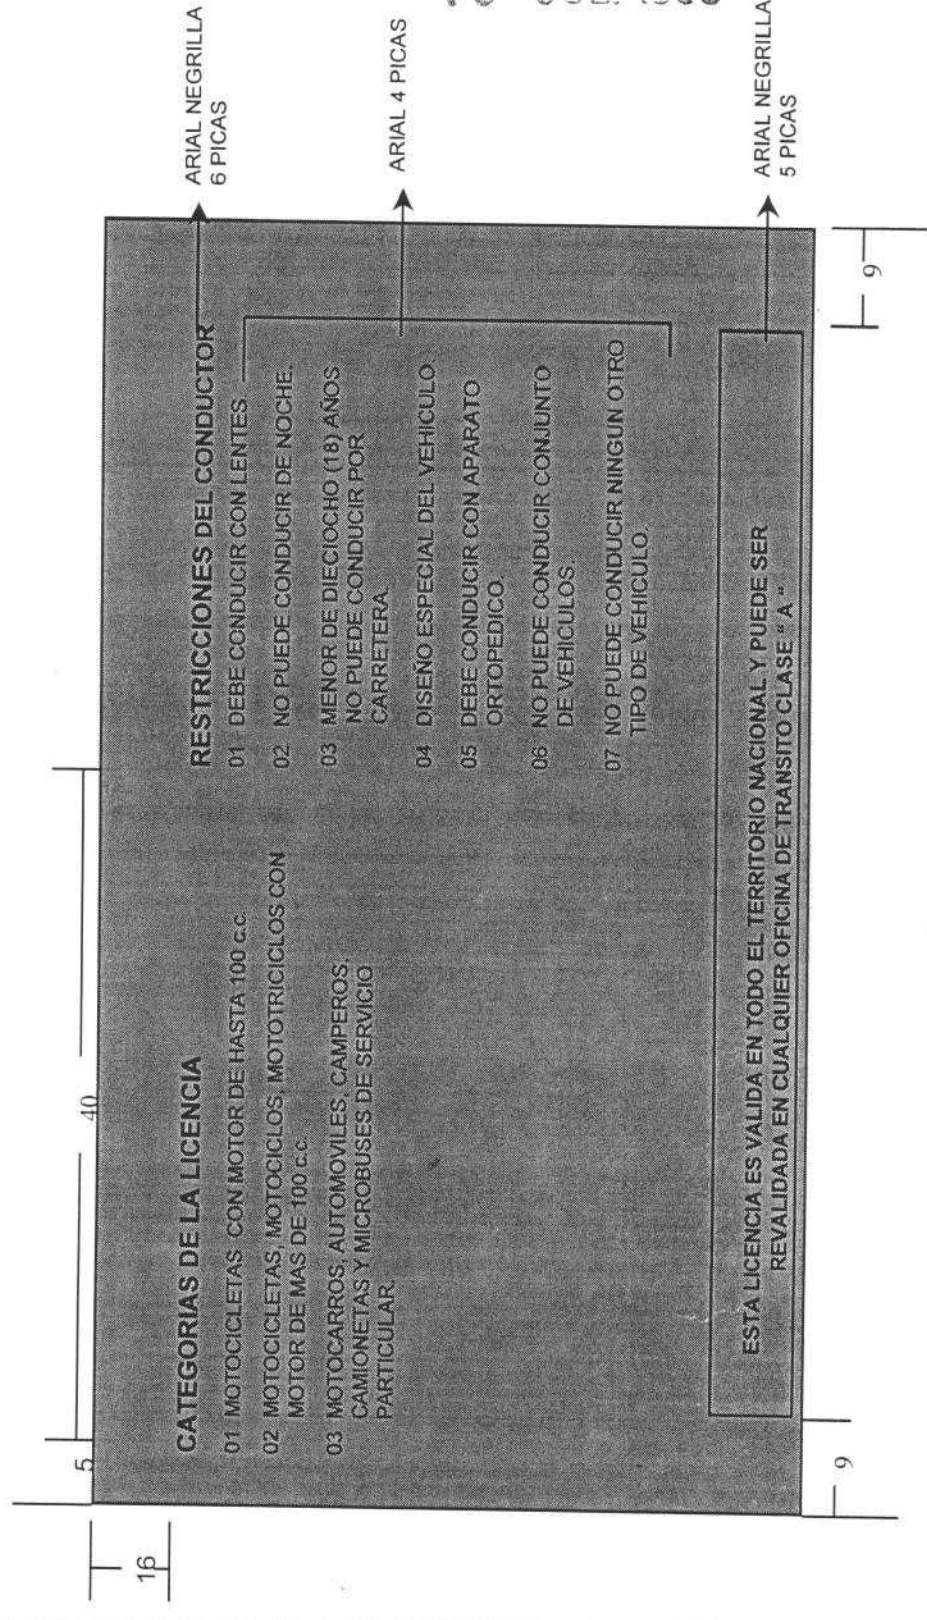 5
40
16
CATEGORIAS DE LA LICENCIA
01 MOTOCICLETAS CON MOTOR DE HASTA 100 c.c.
02 MOTOCICLETAS, MOTOCICLOS, MOTOTRICICLOS CON
MOTOR DE MAS DE 100 c.c.
03 MOTOCARROS, AUTOMOVILES, CAMPEROS,
CAMIONETAS Y MICROBUSES DE SERVICIO
PARTICULAR.
RESTRICCIONES DEL CONDUCTOR
01 DEBE CONDUCIR CON LENTES
02 NO PUEDE CONDUCIR DE NOCHE.
03 MENOR DE DIECIOCHO (18) AÑOS
NO PUEDE CONDUCIR POR
CARRETERA
04 DISEÑO ESPECIAL DEL VEHICULO
05 DEBE CONDUCIR CON APARATO
ORTOPEDICO.
06 NO PUEDE CONDUCIR CONJUNTO
DE VEHICULOS
07 NO PUEDE CONDUCIR NINGUN OTRO
TIPO DE VEHICULO.
ARIAL NEGRILLA
6 PICAS
ARIAL 4 PICAS
ESTA LICENCIA ES VALIDA EN TODO EL TERRITORIO NACIONAL Y PUEDE SER
REVALIDADA EN CUALQUIER OFICINA DE TRANSITO CLASE " A "
ARIAL NEGRILLA
5 PICAS
9
9